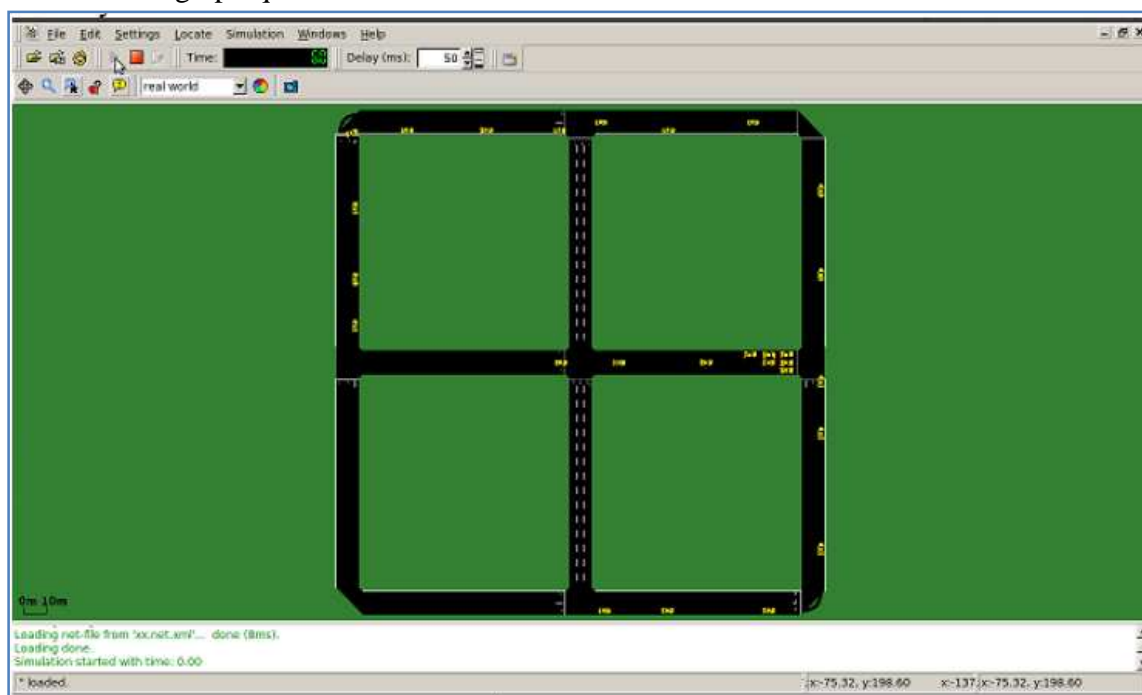 File Edit Settings Locate Simulation Windows Help
Time: Delay (ms): 50
real world
0m 10m
Loading net-file from 'xx.net.xml'... done (8ms).
Loading done.
Simulation started with time: 0.00
* loaded. x:-75.32, y:198.60 x:-137 x:-75.32, y:198.60